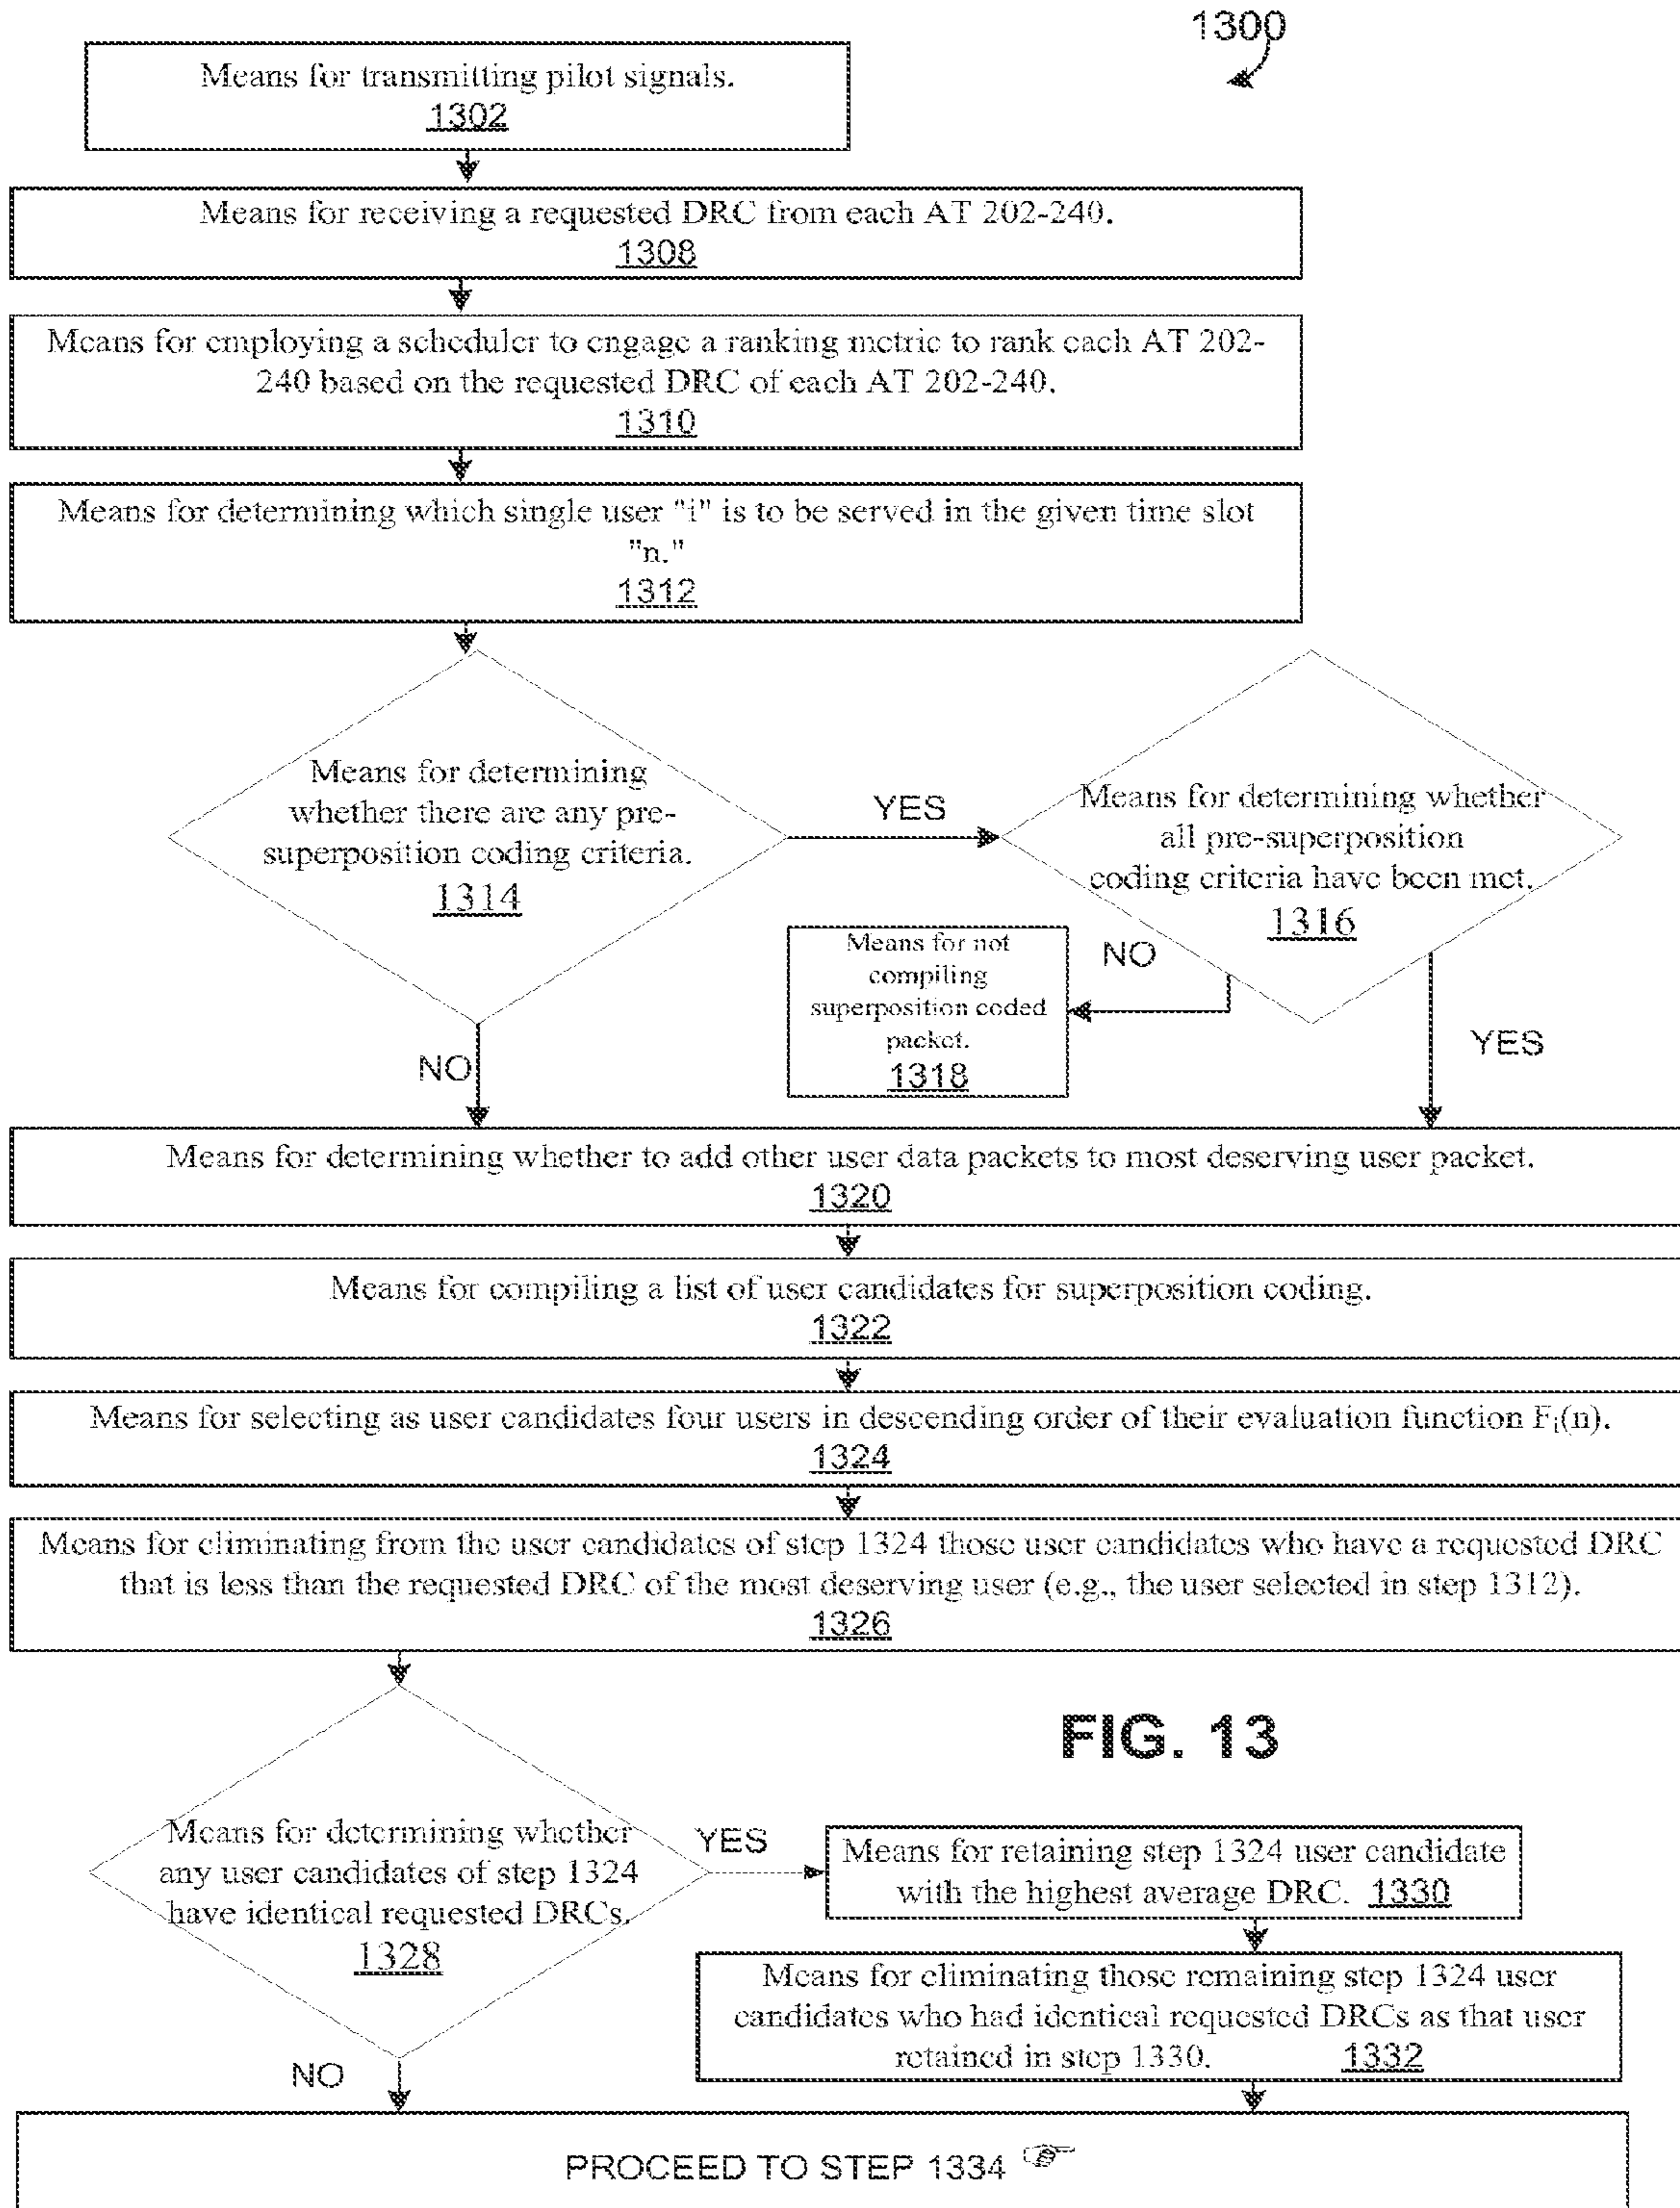 1300
Means for transmitting pilot signals.
1302
Means for receiving a requested DRC from each AT 202-240.
1308
Means for employing a scheduler to engage a ranking metric to rank each AT 202-
240 based on the requested DRC of each AT 202-240.
1310
Means for determining which single user "i" is to be served in the given time slot
"n."
1312
Means for determining
whether there are any pre-
superposition coding criteria.
1314
YES
Means for determining whether
all pre-superposition
coding criteria have been met.
1316
NO
Means for not
compiling
superposition coded
packet.
1318
YES
NO
Means for determining whether to add other user data packets to most deserving user packet.
1320
Means for compiling a list of user candidates for superposition coding.
1322
Means for selecting as user candidates four users in descending order of their evaluation function Fi(n).
1324
Means for eliminating from the user candidates of step 1324 those user candidates who have a requested DRC
that is less than the requested DRC of the most deserving user (e.g., the user selected in step 1312).
1326
FIG. 13
Means for determining whether
any user candidates of step 1324
have identical requested DRCs.
1328
YES
Means for retaining step 1324 user candidate
with the highest average DRC. 1330
Means for eliminating those remaining step 1324 user
candidates who had identical requested DRCs as that user
retained in step 1330. 1332
NO
PROCEED TO STEP 1334 ☞